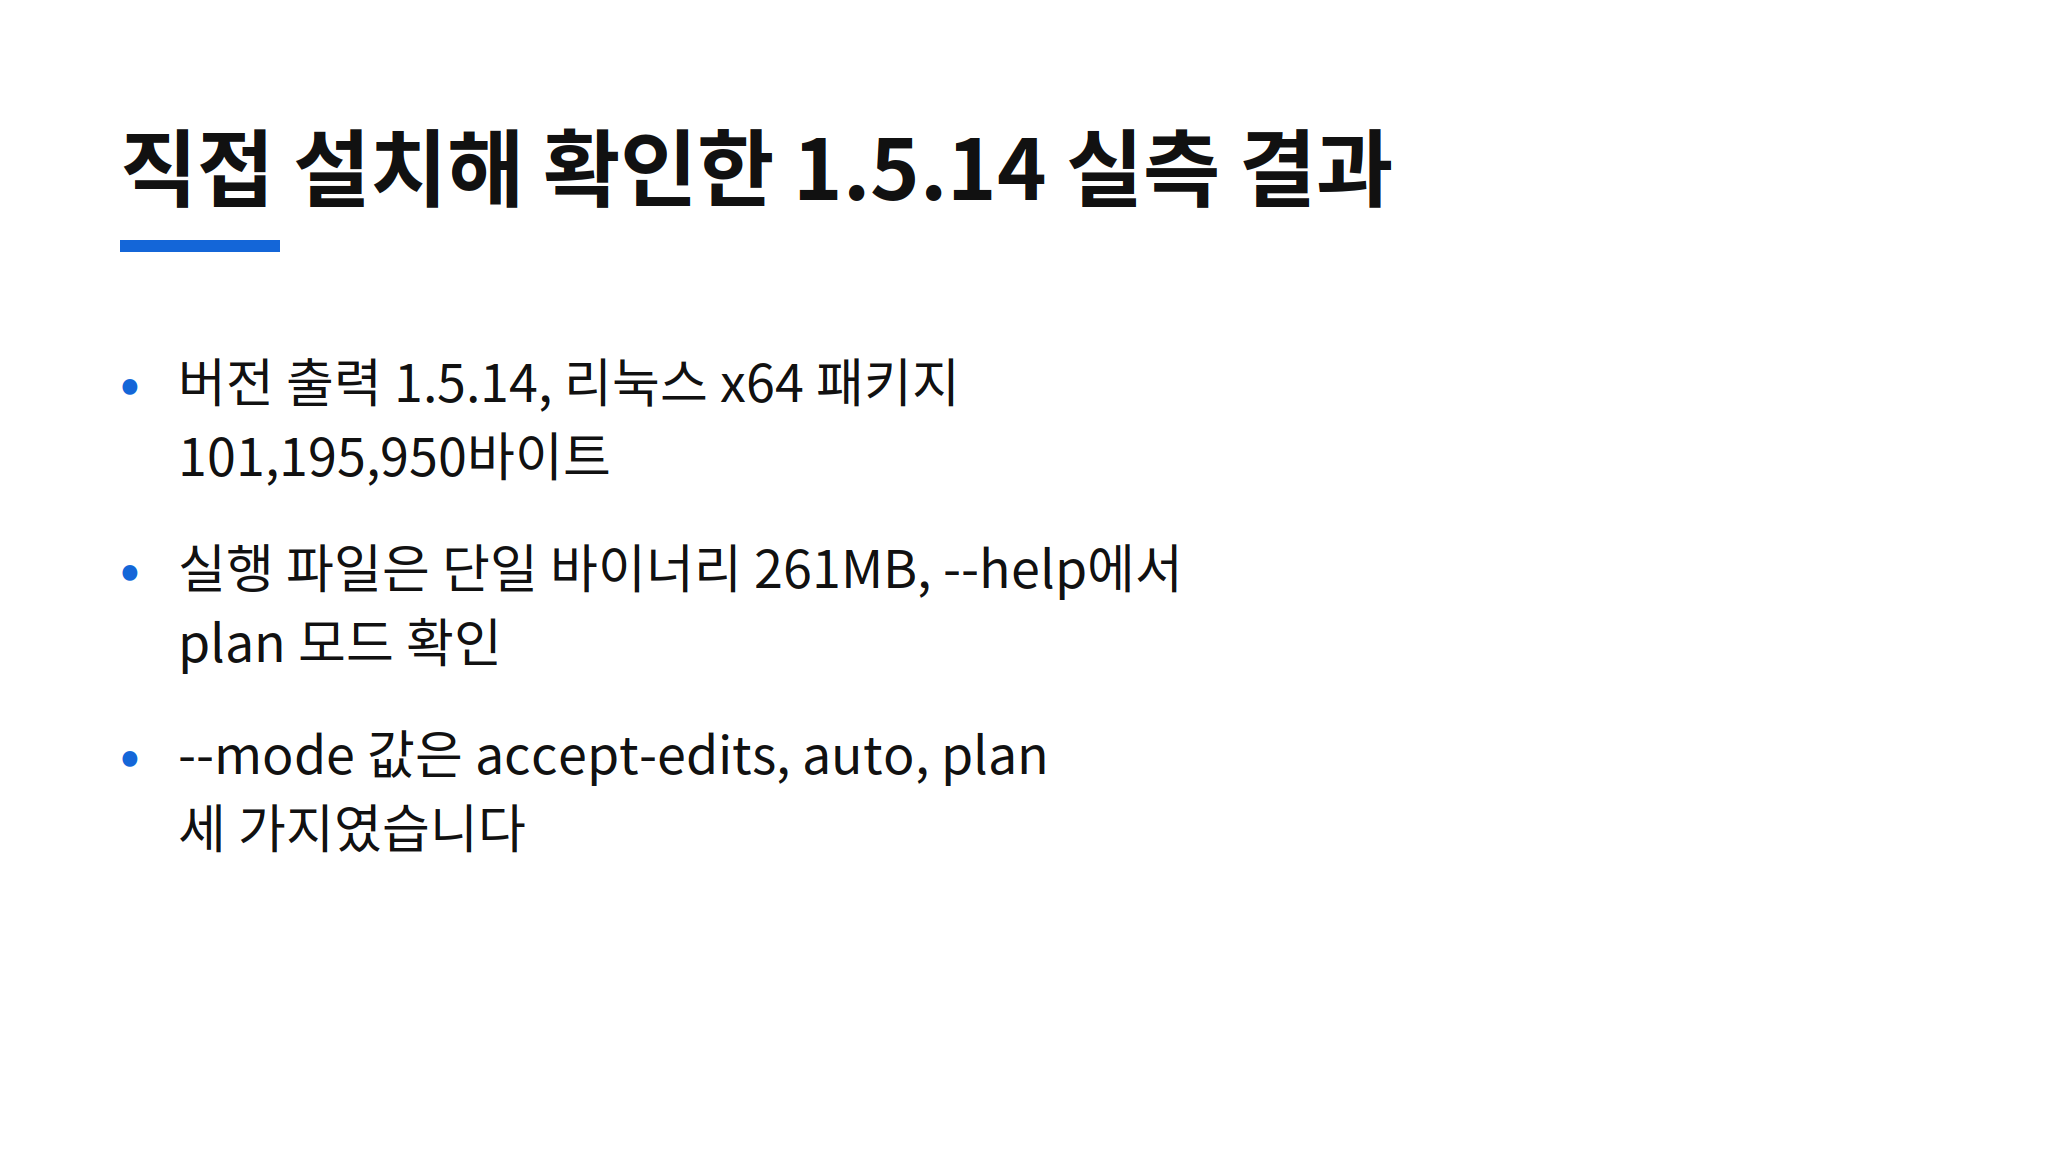 직접 설치해 확인한 1.5.14 실측 결과
• 버전 출력 1.5.14, 리눅스 x64 패키지
101,195,950바이트
• 실행 파일은 단일 바이너리 261MB, --help에서
plan 모드 확인
• --mode 값은 accept-edits, auto, plan
세 가지였습니다